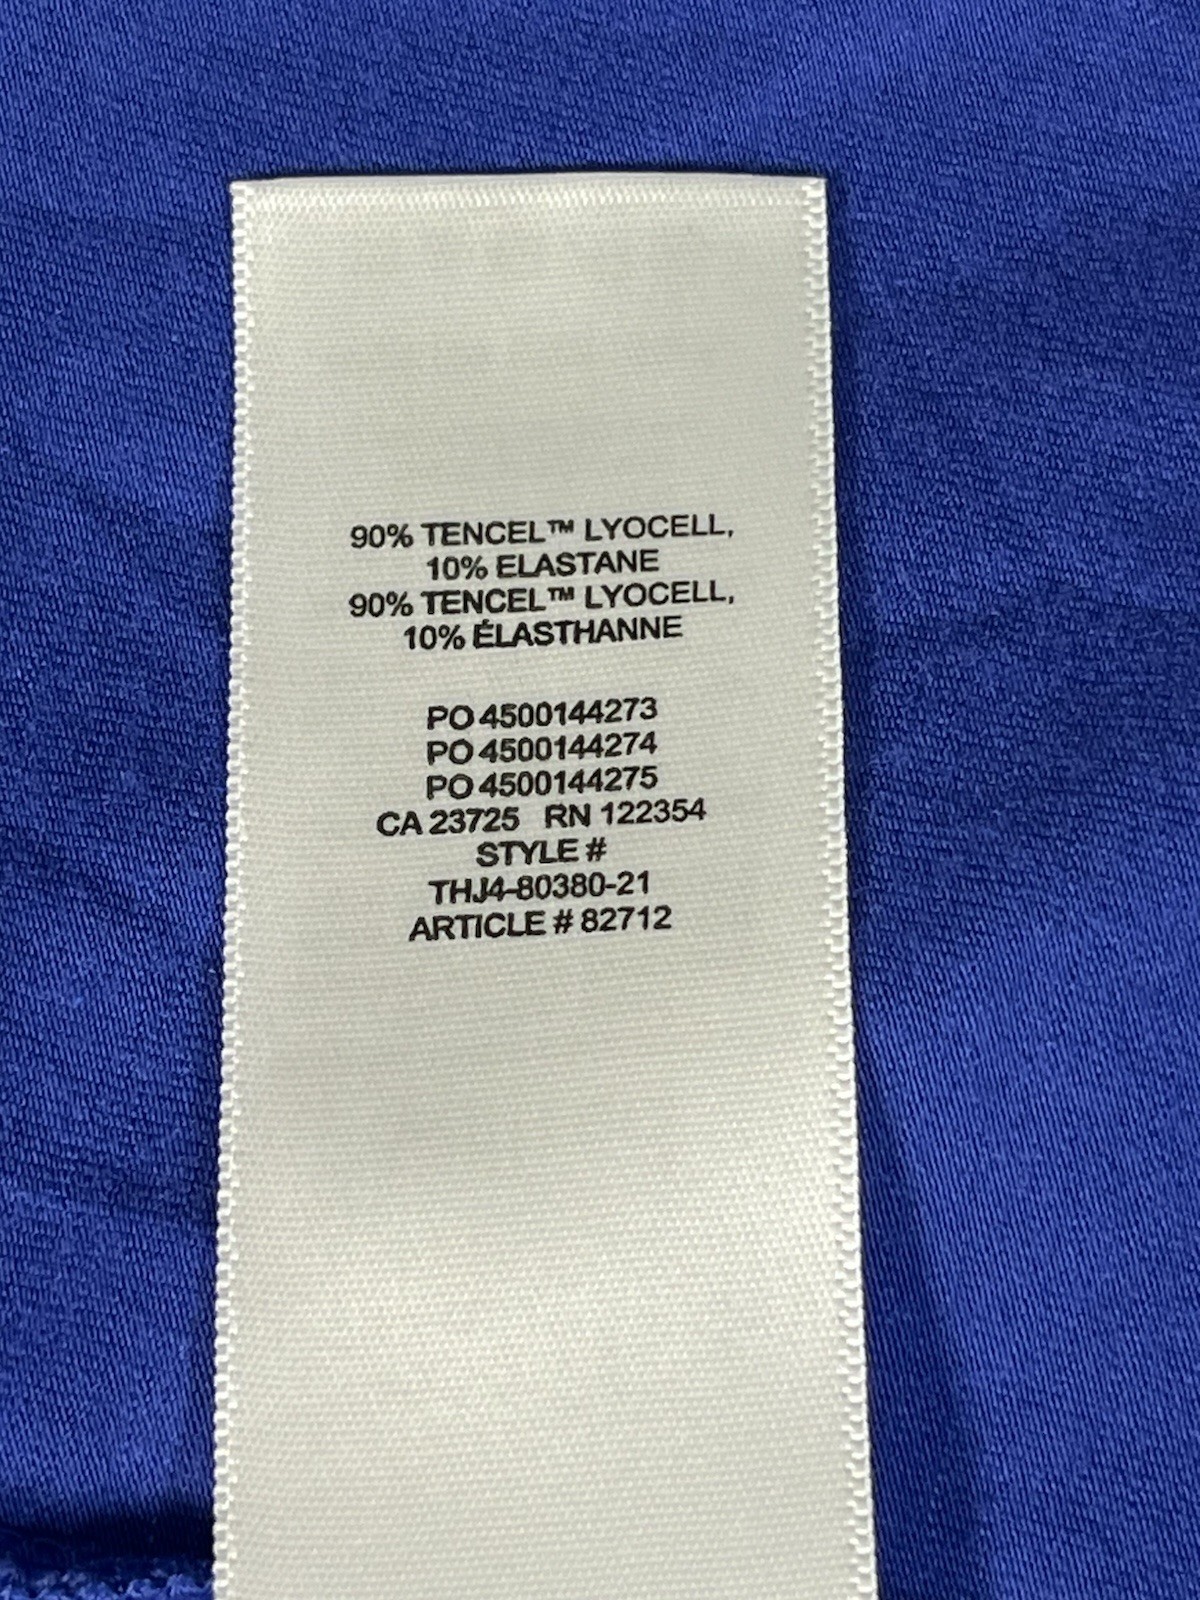 90% TENCEL™ LYOCELL,
10% ELASTANE
90% TENCEL™ LYOCELL,
10% ÉLASTHANNE
PO 4500144273
PO 4500144274
PO 4500144275
CA 23725 RN 122354
STYLE #
THJ4-80380-21
ARTICLE # 82712